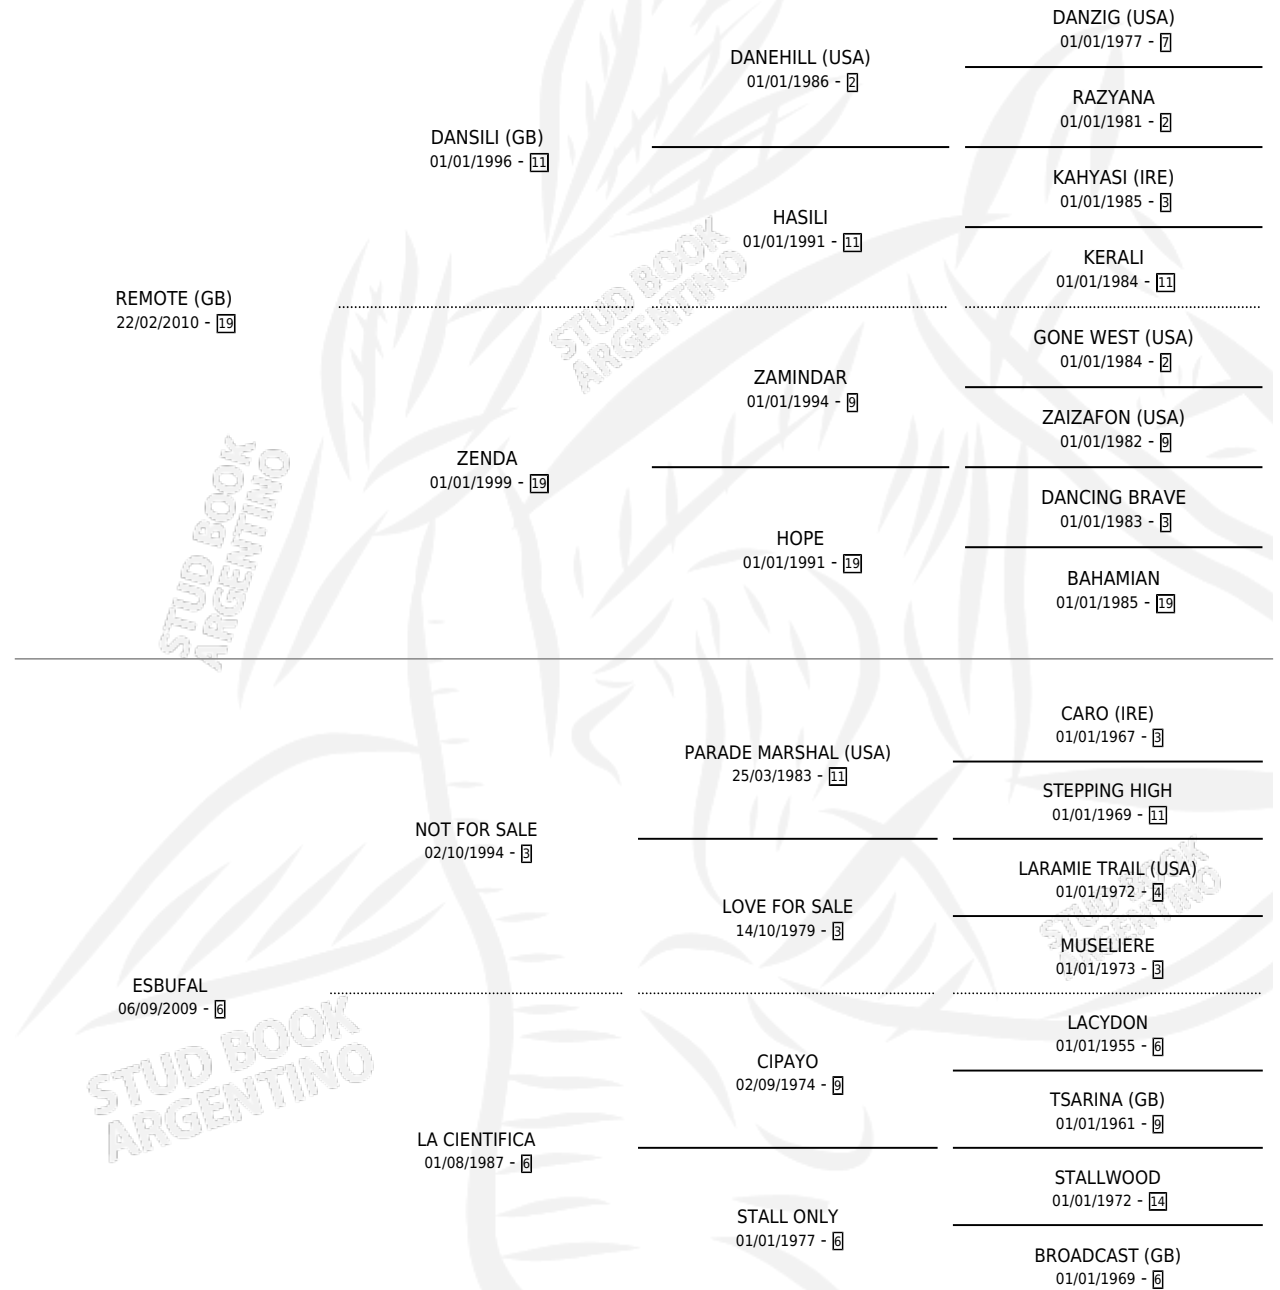 DANZIG (USA)
01/01/1977 - 7
DANEHILL (USA)
01/01/1986 - 2
RAZYANA
01/01/1981 - 2
DANSILI (GB)
01/01/1996 - 11
KAHYASI (IRE)
01/01/1985 - 3
HASILI
01/01/1991 - 11
KERALI
01/01/1984 - 11
REMOTE (GB)
22/02/2010 - 19
GONE WEST (USA)
01/01/1984 - 2
ZAMINDAR
01/01/1994 - 9
ZAIZAFON (USA)
01/01/1982 - 9
ZENDA
01/01/1999 - 19
DANCING BRAVE
01/01/1983 - 3
HOPE
01/01/1991 - 19
BAHAMIAN
01/01/1985 - 19
CARO (IRE)
01/01/1967 - 3
PARADE MARSHAL (USA)
25/03/1983 - 11
STEPPING HIGH
01/01/1969 - 11
NOT FOR SALE
02/10/1994 - 3
LARAMIE TRAIL (USA)
01/01/1972 - 4
LOVE FOR SALE
14/10/1979 - 3
MUSELIERE
01/01/1973 - 3
ESBUFAL
06/09/2009 - 6
LACYDON
01/01/1955 - 6
CIPAYO
02/09/1974 - 9
TSARINA (GB)
01/01/1961 - 9
LA CIENTIFICA
01/08/1987 - 6
STALLWOOD
01/01/1972 - 14
STALL ONLY
01/01/1977 - 6
BROADCAST (GB)
01/01/1969 - 6
STUD BOOK
ARGENTINO
STUD BOOK
ARGENTINO
STUD BOOK
ARGENTINO
STUD BOOK
ARGENTINO